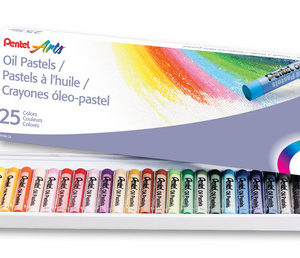 Pentel Arts
Oil Pastels /
Pastels à l'huile /
Crayones óleo-pastel
25 Colors
Couleurs
Colores